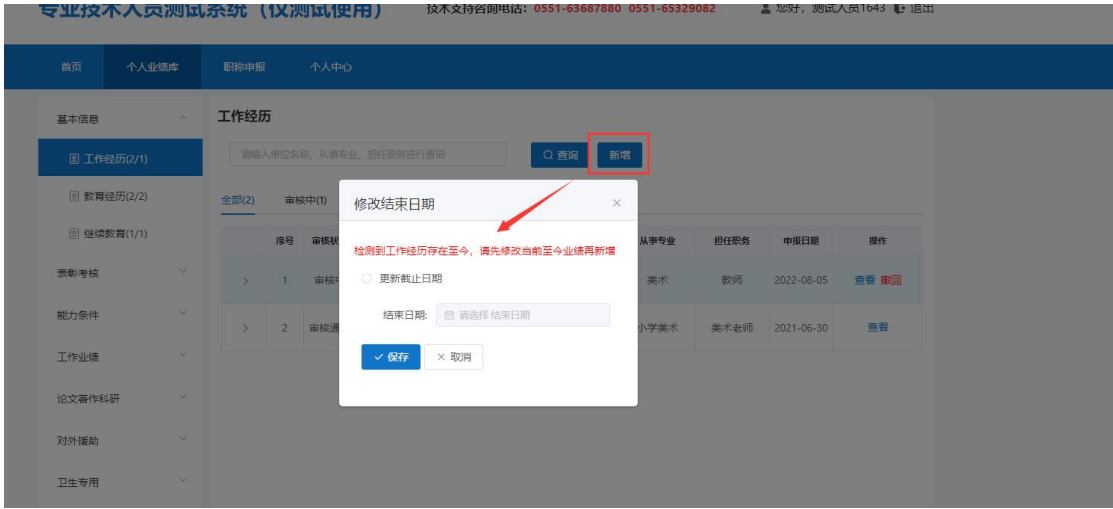 专业技术人员测试系统（仅测试使用） 技术支持咨询电话：0551-63687880 0551-65329082 您好，测试人员1643 退出
首页 个人业绩库 职称申报 个人中心
基本信息
工作经历(2/1)
教育经历(2/2)
继续教育(1/1)
表彰考核
能力条件
工作业绩
论文著作科研
对外援助
卫生专用
工作经历
请输入单位名称、从事专业、担任职务进行查询 查询 新增
全部(2) 审核中(1)
序号 审核状 从事专业 担任职务 申报日期 操作
1 审核中 美术 教师 2022-08-05 查看 撤回
2 审核通 小学美术 美术老师 2021-06-30 查看
修改结束日期
检测到工作经历存在至今，请先修改当前至今业绩再新增
更新截止日期
结束日期: 请选择 结束日期
保存 取消